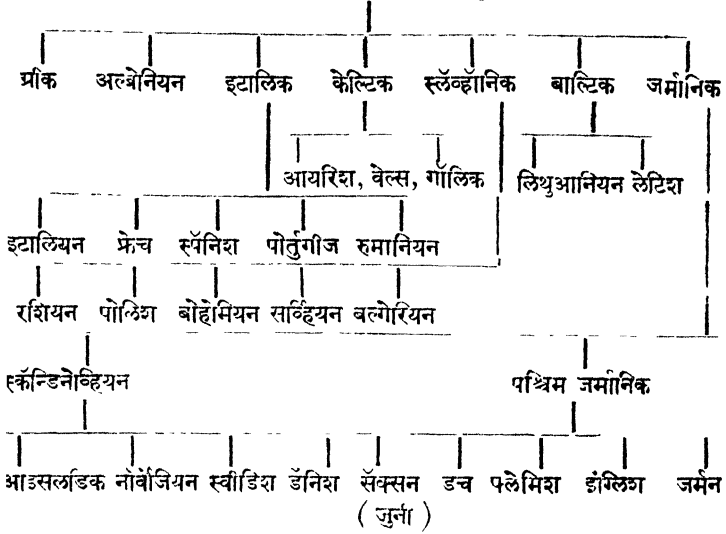 ग्रीक अल्बेनियन इटालिक केल्टिक स्लॅव्हॉनिक बाल्टिक जर्मानिक
आयरिश, वेल्स, गॉलिक लिथुआनियन लेटिश
इटालियन फ्रेच स्पॅनिश पोर्तुगीज रुमानियन
रशियन पोलिश बोहेमियन सर्व्हियन बल्गेरियन
स्कॅन्डिनेव्हियन पश्चिम जर्मानिक
आइसलांडिक नॉर्वेजियन स्वीडिश डॅनिश सॅक्सन डच फ्लेमिश इंग्लिश जर्मन
( जुनी )